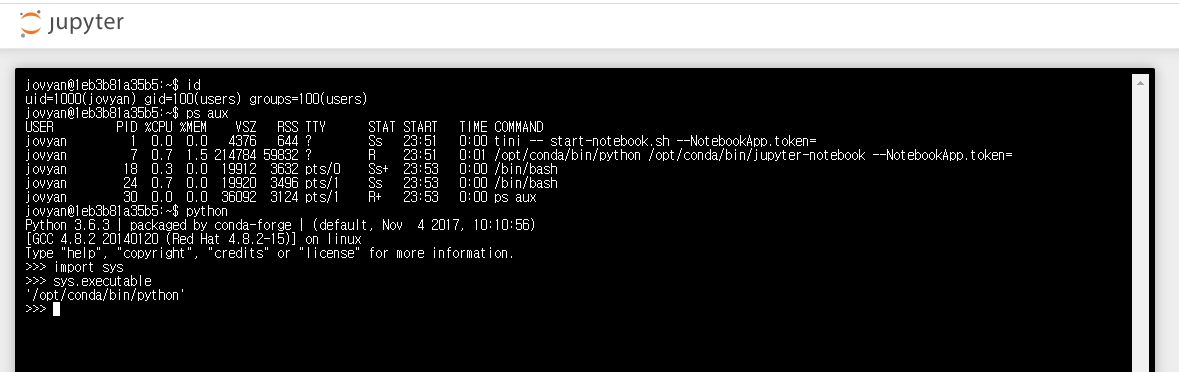 jupyter
jovyan@1eb3b81a35b5:~$ id
uid=1000(jovyan) gid=100(users) groups=100(users)
jovyan@1eb3b81a35b5:~$ ps aux
USER       PID %CPU %MEM    VSZ   RSS TTY      STAT START   TIME COMMAND
jovyan       1  0.0  0.0   4376   644 ?        Ss   23:51   0:00 tini -- start-notebook.sh --NotebookApp.token=
jovyan       7  0.7  1.5 214784 59832 ?        R    23:51   0:01 /opt/conda/bin/python /opt/conda/bin/jupyter-notebook --NotebookApp.token=
jovyan      18  0.3  0.0  19912  3632 pts/0    Ss+  23:53   0:00 /bin/bash
jovyan      24  0.7  0.0  19920  3496 pts/1    Ss   23:53   0:00 /bin/bash
jovyan      30  0.0  0.0  36092  3124 pts/1    R+   23:53   0:00 ps aux
jovyan@1eb3b81a35b5:~$ python
Python 3.6.3 | packaged by conda-forge | (default, Nov  4 2017, 10:10:56)
[GCC 4.8.2 20140120 (Red Hat 4.8.2-15)] on linux
Type "help", "copyright", "credits" or "license" for more information.
>>> import sys
>>> sys.executable
'/opt/conda/bin/python'
>>>